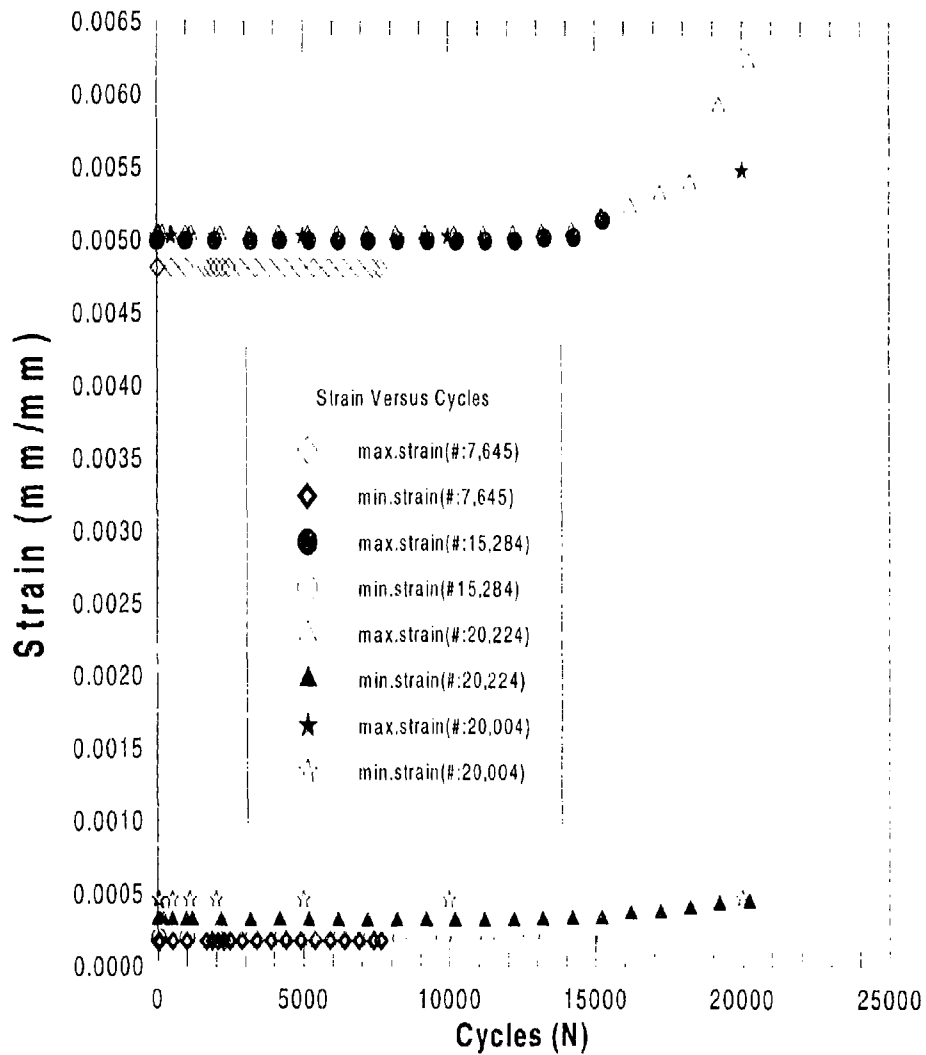 0.0065
0.0060
0.0055
0.0050
0.0045
0.0040
0.0035
0.0030
0.0025
0.0020
0.0015
0.0010
0.0005
0.0000
Strain (mm/mm)
Strain Versus Cycles
max.strain(#:7,645)
min.strain(#:7,645)
max.strain(#:15,284)
min.strain(#15,284)
max.strain(#:20,224)
min.strain(#:20,224)
max.strain(#:20,004)
min.strain(#:20,004)
0 5000 10000 15000 20000 25000
Cycles (N)